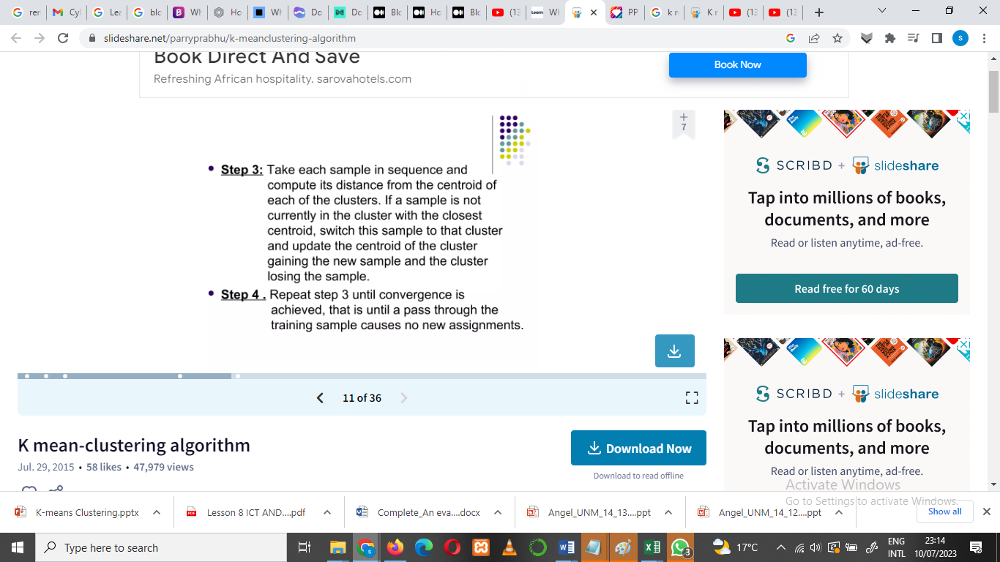 rer
Cyl
Lea
blo
Wh
Ho
Wh
Do
Do
Blo
Ho
Blo
(13
Learn
Wh
PP
k m
K m
(13
(13
slideshare.net/parryprabhu/k-meanclustering-algorithm
s
Book Direct And Save
Refreshing African hospitality. sarovahotels.com
Book Now
7
Step 3: Take each sample in sequence and
compute its distance from the centroid of
each of the clusters. If a sample is not
currently in the cluster with the closest
centroid, switch this sample to that cluster
and update the centroid of the cluster
gaining the new sample and the cluster
losing the sample.
Step 4 . Repeat step 3 until convergence is
achieved, that is until a pass through the
training sample causes no new assignments.
11 of 36
K mean-clustering algorithm
Jul. 29, 2015 • 58 likes • 47,979 views
Download Now
Download to read offline
SCRIBD + slideshare
Tap into millions of books,
documents, and more
Read or listen anytime, ad-free.
Read free for 60 days
SCRIBD + slideshare
Tap into millions of books,
documents, and more
Read or listen anytime, ad-free.
Activate Windows
Go to Settings to activate Windows.
K-means Clustering.pptx
PDF
Lesson 8 ICT AND....pdf
Complete_An eva....docx
Angel_UNM_14_13....ppt
Angel_UNM_14_12....ppt
Show all
Type here to search
3
17°C
ENG
INTL
23:14
10/07/2023